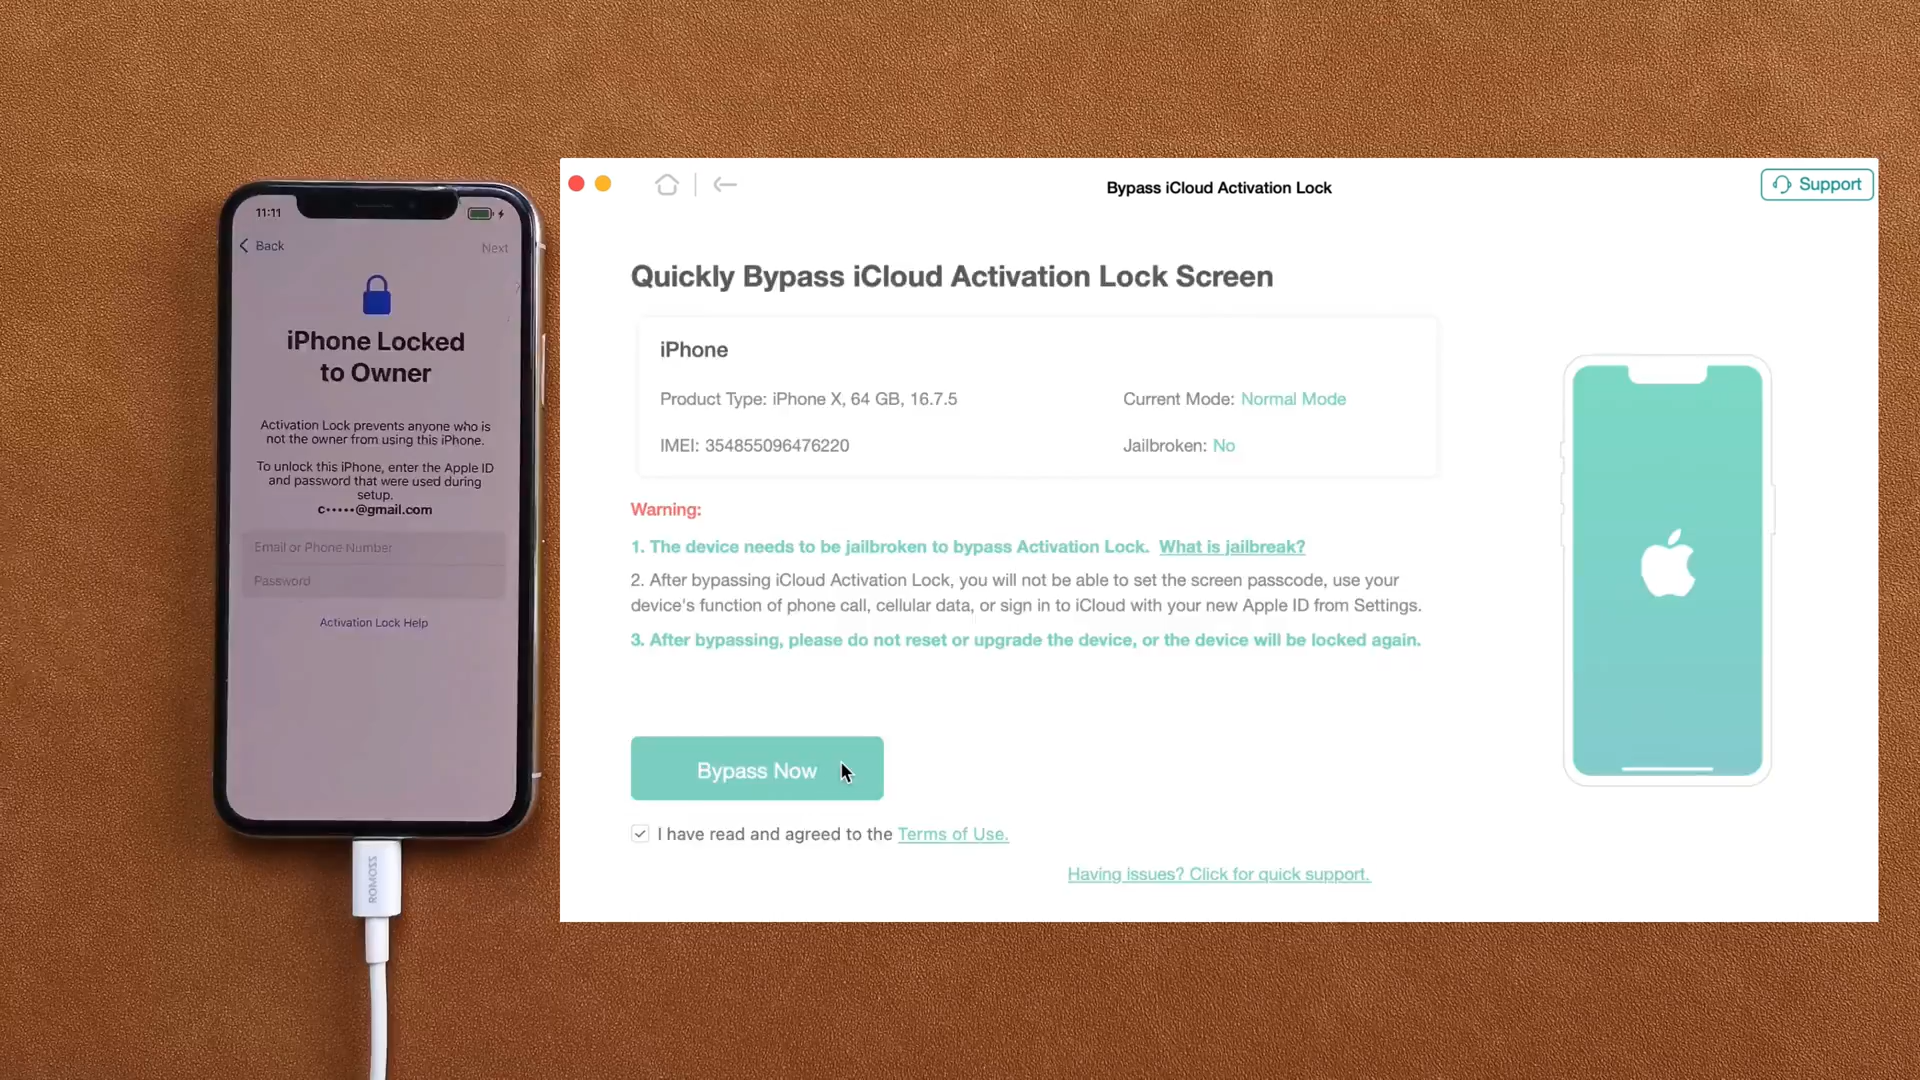 11:11
Back
Next
iPhone Locked
to Owner
Activation Lock prevents anyone who is
not the owner from using this iPhone.
To unlock this iPhone, enter the Apple ID
and password that were used during
setup.
c•••••@gmail.com
Email or Phone Number
Password
Activation Lock Help
ROMOSS
Bypass iCloud Activation Lock
Support
Quickly Bypass iCloud Activation Lock Screen
iPhone
Product Type: iPhone X, 64 GB, 16.7.5
Current Mode: Normal Mode
IMEI: 354855096476220
Jailbroken: No
Warning:
1. The device needs to be jailbroken to bypass Activation Lock. What is jailbreak?
2. After bypassing iCloud Activation Lock, you will not be able to set the screen passcode, use your
device's function of phone call, cellular data, or sign in to iCloud with your new Apple ID from Settings.
3. After bypassing, please do not reset or upgrade the device, or the device will be locked again.
Bypass Now
I have read and agreed to the Terms of Use.
Having issues? Click for quick support.